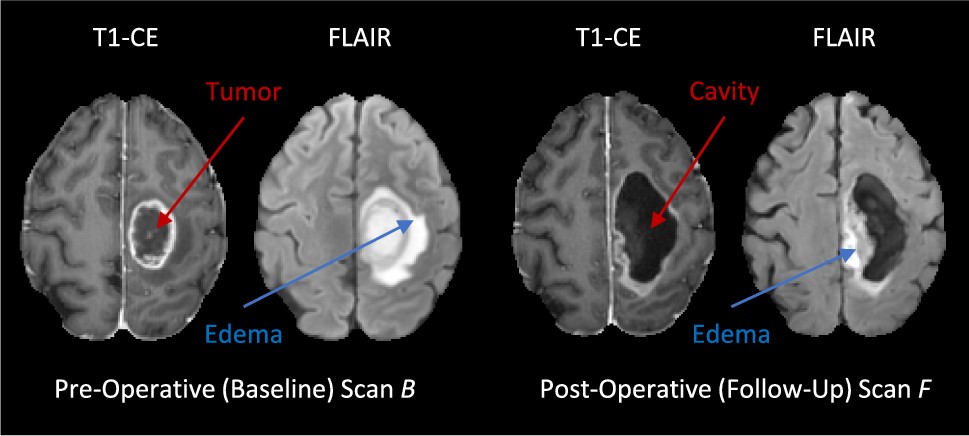 T1-CE FLAIR T1-CE FLAIR
Tumor Cavity
Edema Edema
Pre-Operative (Baseline) Scan B Post-Operative (Follow-Up) Scan F